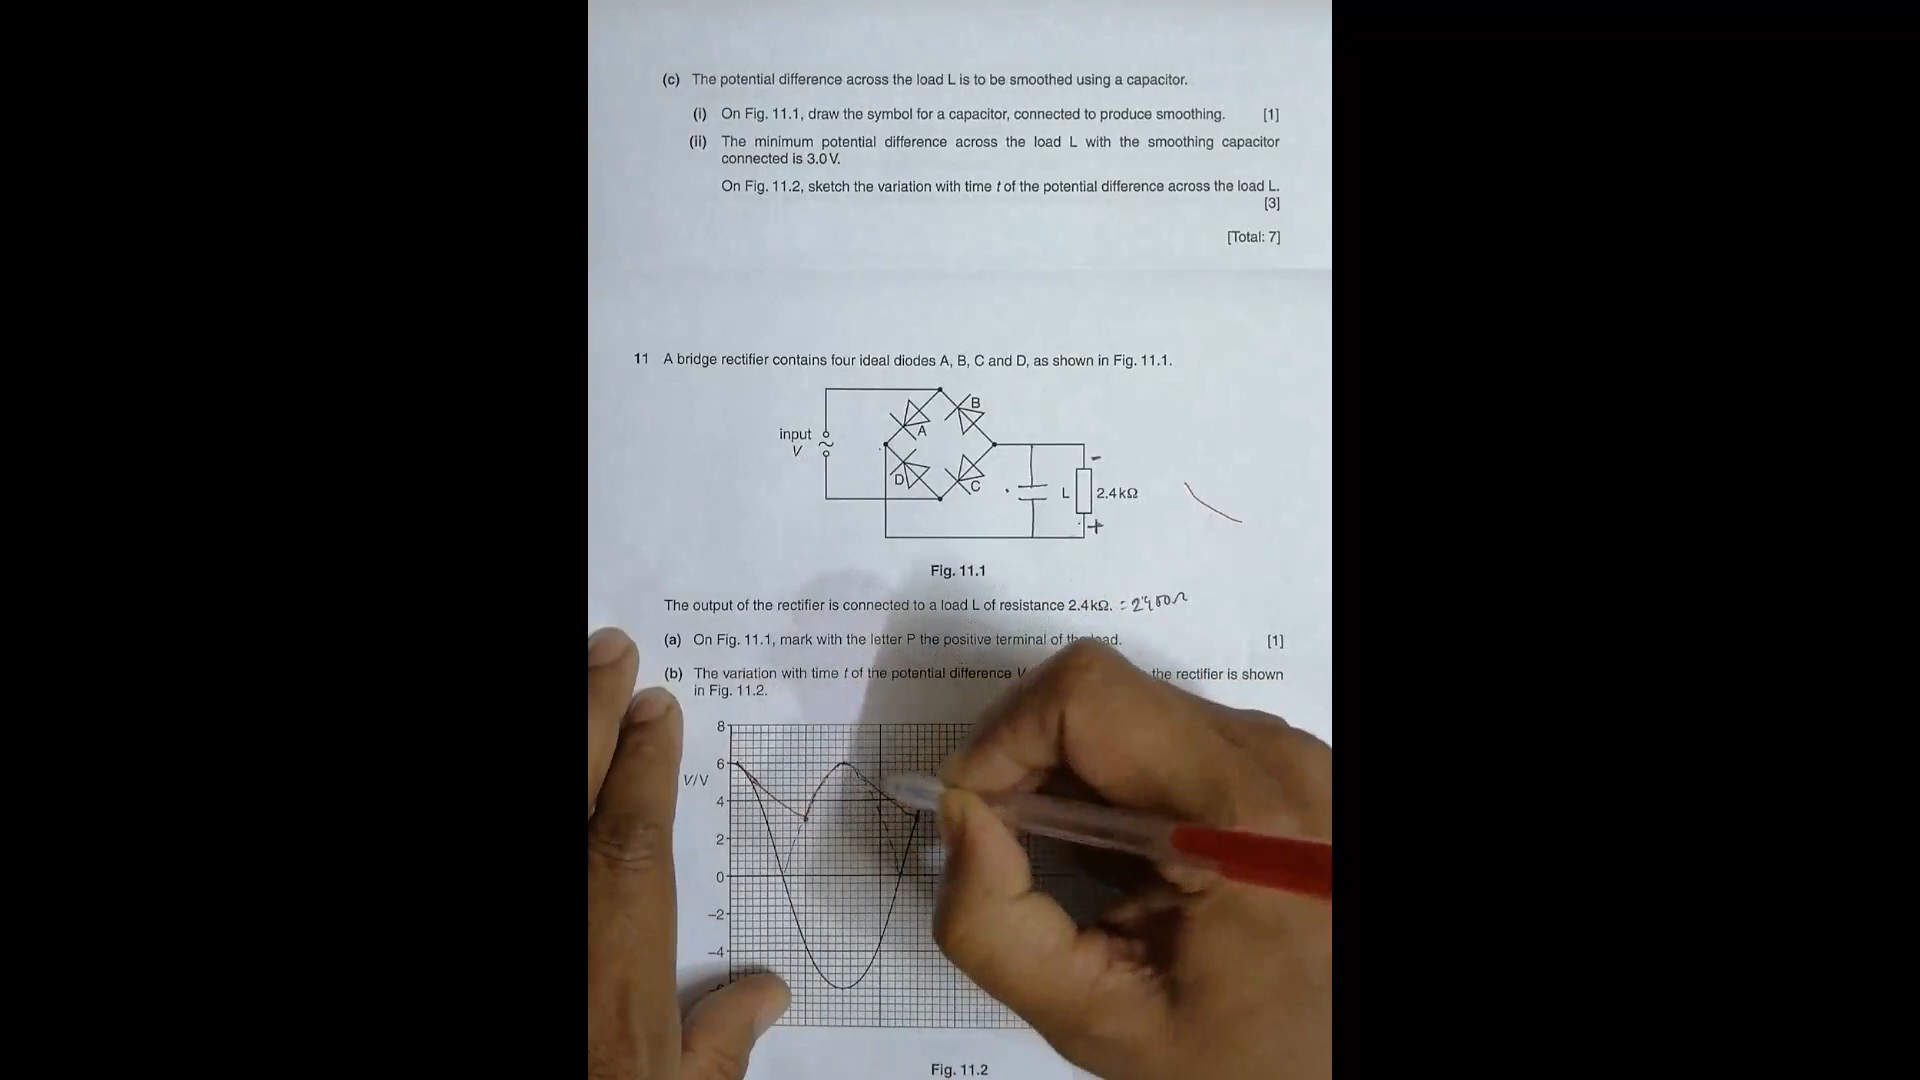 (c) The potential difference across the load L is to be smoothed using a capacitor.
(i) On Fig. 11.1, draw the symbol for a capacitor, connected to produce smoothing. [1]
(ii) The minimum potential difference across the load L with the smoothing capacitor
connected is 3.0 V.
On Fig. 11.2, sketch the variation with time t of the potential difference across the load L.
[3]
[Total: 7]
11 A bridge rectifier contains four ideal diodes A, B, C and D, as shown in Fig. 11.1.
B
A
input
V
~
D
C
-
L
2.4 kΩ
+
Fig. 11.1
The output of the rectifier is connected to a load L of resistance 2.4 kΩ.
(a) On Fig. 11.1, mark with the letter P the positive terminal of the load. [1]
(b) The variation with time t of the potential difference V the rectifier is shown
in Fig. 11.2.
8
6
V/V
4
2
0
–2
–4
Fig. 11.2